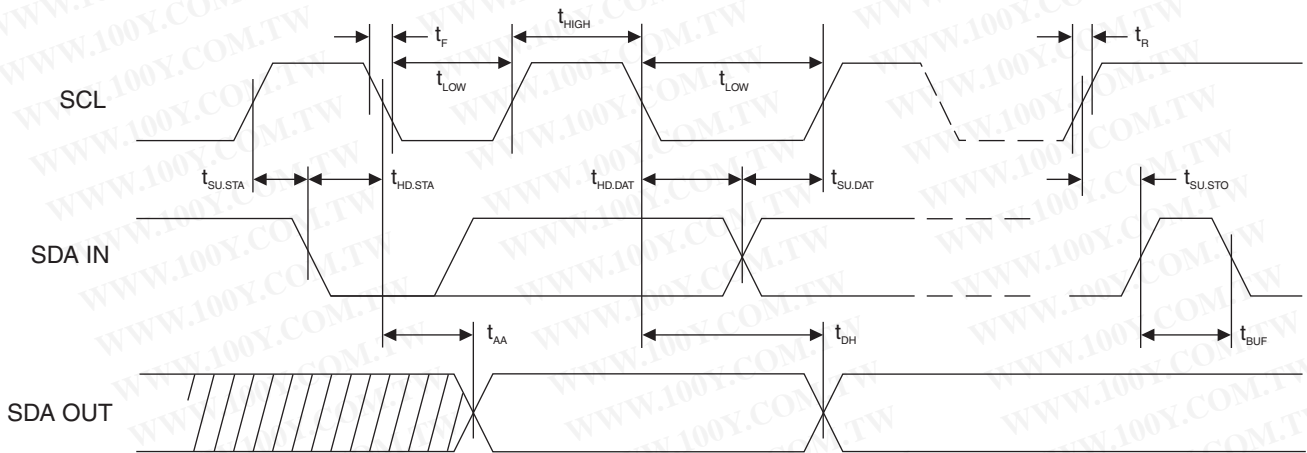 t_HIGH
t_F
t_R
t_LOW
t_LOW
SCL
t_SU.STA
t_HD.STA
t_HD.DAT
t_SU.DAT
t_SU.STO
SDA IN
t_AA
t_DH
t_BUF
SDA OUT
WWW.100Y.COM.TW